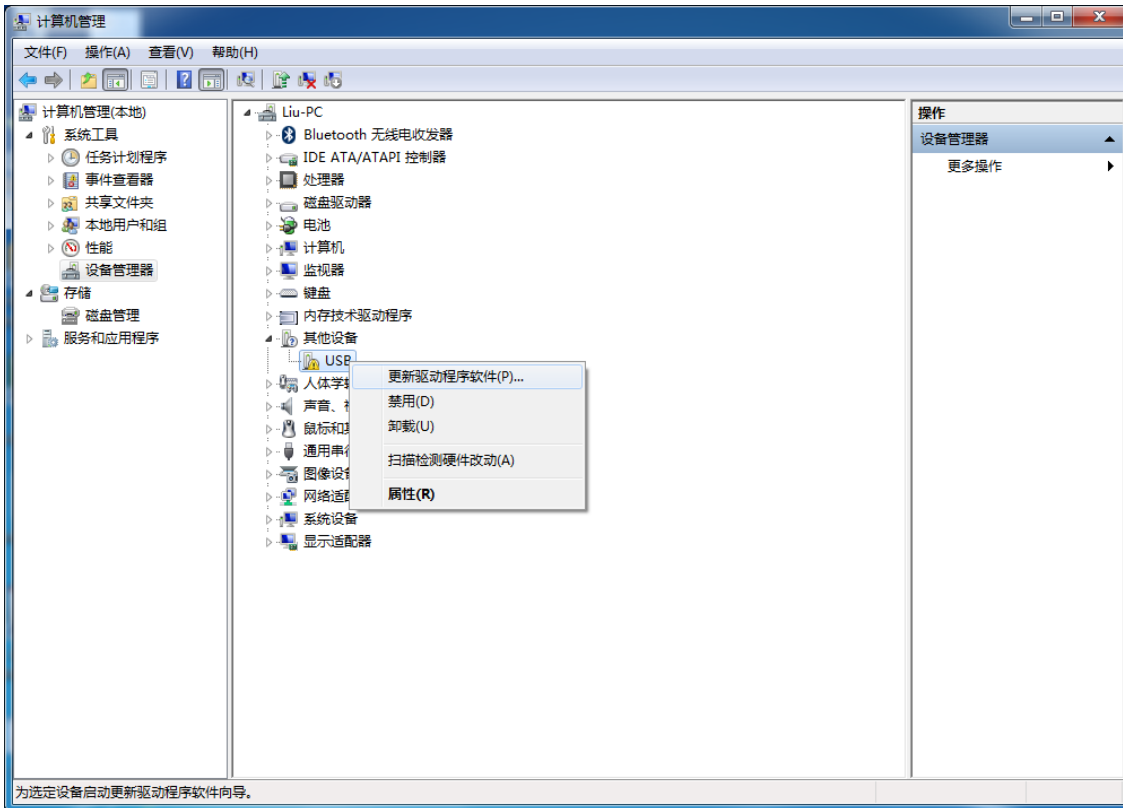 计算机管理
文件(F) 操作(A) 查看(V) 帮助(H)
计算机管理(本地)
系统工具
任务计划程序
事件查看器
共享文件夹
本地用户和组
性能
设备管理器
存储
磁盘管理
服务和应用程序
Liu-PC
Bluetooth 无线电收发器
IDE ATA/ATAPI 控制器
处理器
磁盘驱动器
电池
计算机
监视器
键盘
内存技术驱动程序
其他设备
USB
人体学
声音、
鼠标和
通用串行
图像设
网络适
系统设备
显示适配器
更新驱动程序软件(P)...
禁用(D)
卸载(U)
扫描检测硬件改动(A)
属性(R)
操作
设备管理器
更多操作
为选定设备启动更新驱动程序软件向导。